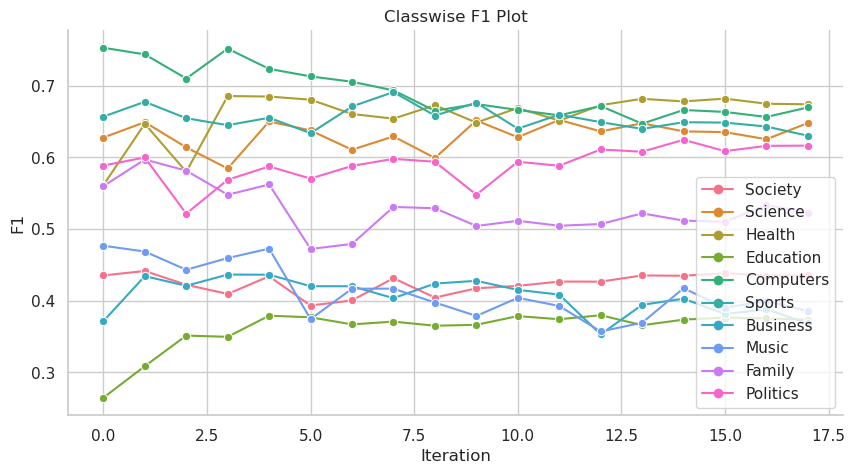 Classwise F1 Plot
F1
0.7
0.6
0.5
0.4
0.3
0.0
2.5
5.0
7.5
10.0
12.5
15.0
17.5
Iteration
Society
Science
Health
Education
Computers
Sports
Business
Music
Family
Politics